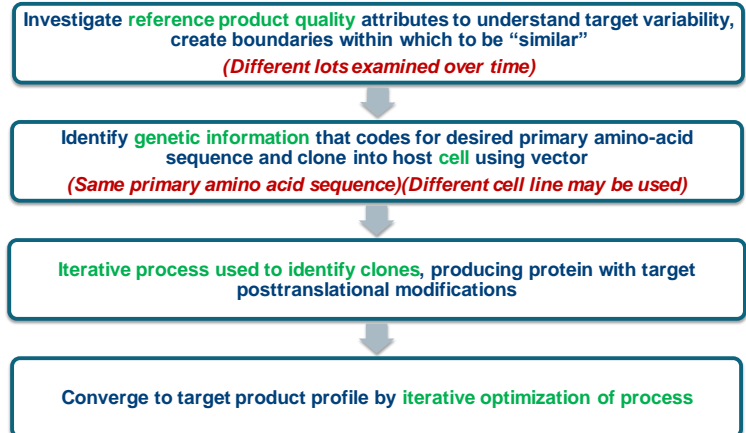 Investigate reference product quality attributes to understand target variability,
create boundaries within which to be “similar”
(Different lots examined over time)
Identify genetic information that codes for desired primary amino-acid
sequence and clone into host cell using vector
(Same primary amino acid sequence)(Different cell line may be used)
Iterative process used to identify clones, producing protein with target
posttranslational modifications
Converge to target product profile by iterative optimization of process